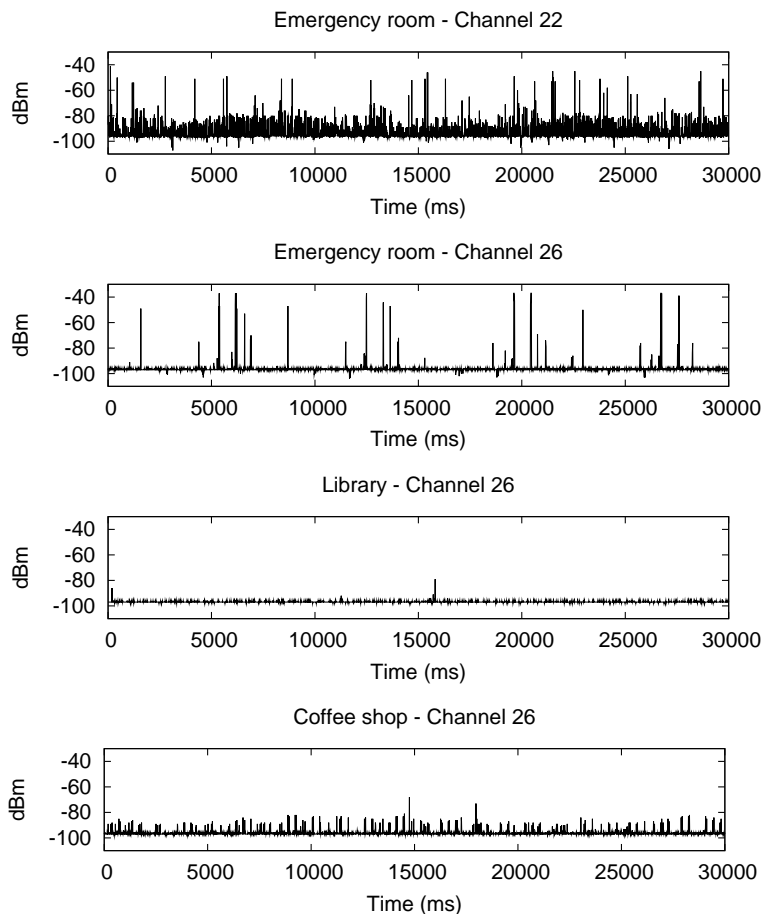 Emergency room - Channel 22
-40
-60
-80
-100
dBm
0 5000 10000 15000 20000 25000 30000
Time (ms)
Emergency room - Channel 26
-40
-60
-80
-100
dBm
0 5000 10000 15000 20000 25000 30000
Time (ms)
Library - Channel 26
-40
-60
-80
-100
dBm
0 5000 10000 15000 20000 25000 30000
Time (ms)
Coffee shop - Channel 26
-40
-60
-80
-100
dBm
0 5000 10000 15000 20000 25000 30000
Time (ms)